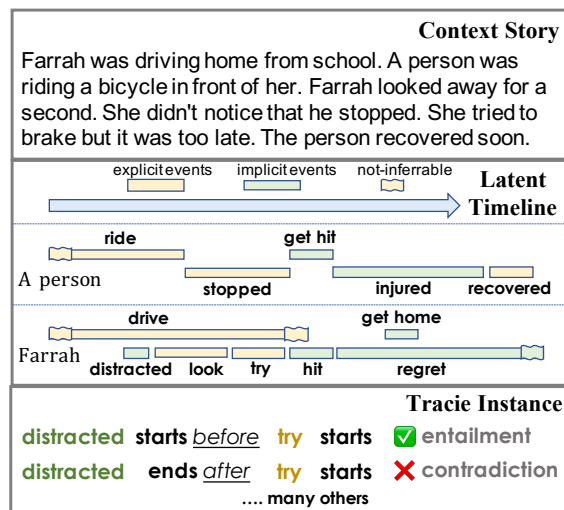 Context Story
Farrah was driving home from school. A person was
riding a bicycle in front of her. Farrah looked away for a
second. She didn't notice that he stopped. She tried to
brake but it was too late. The person recovered soon.
explicit events implicit events not-inferrable
Latent
Timeline
ride get hit
A person
stopped injured recovered
drive get home
Farrah
distracted look try hit regret
Tracie Instance
distracted starts before try starts entailment
distracted ends after try starts contradiction
.... many others